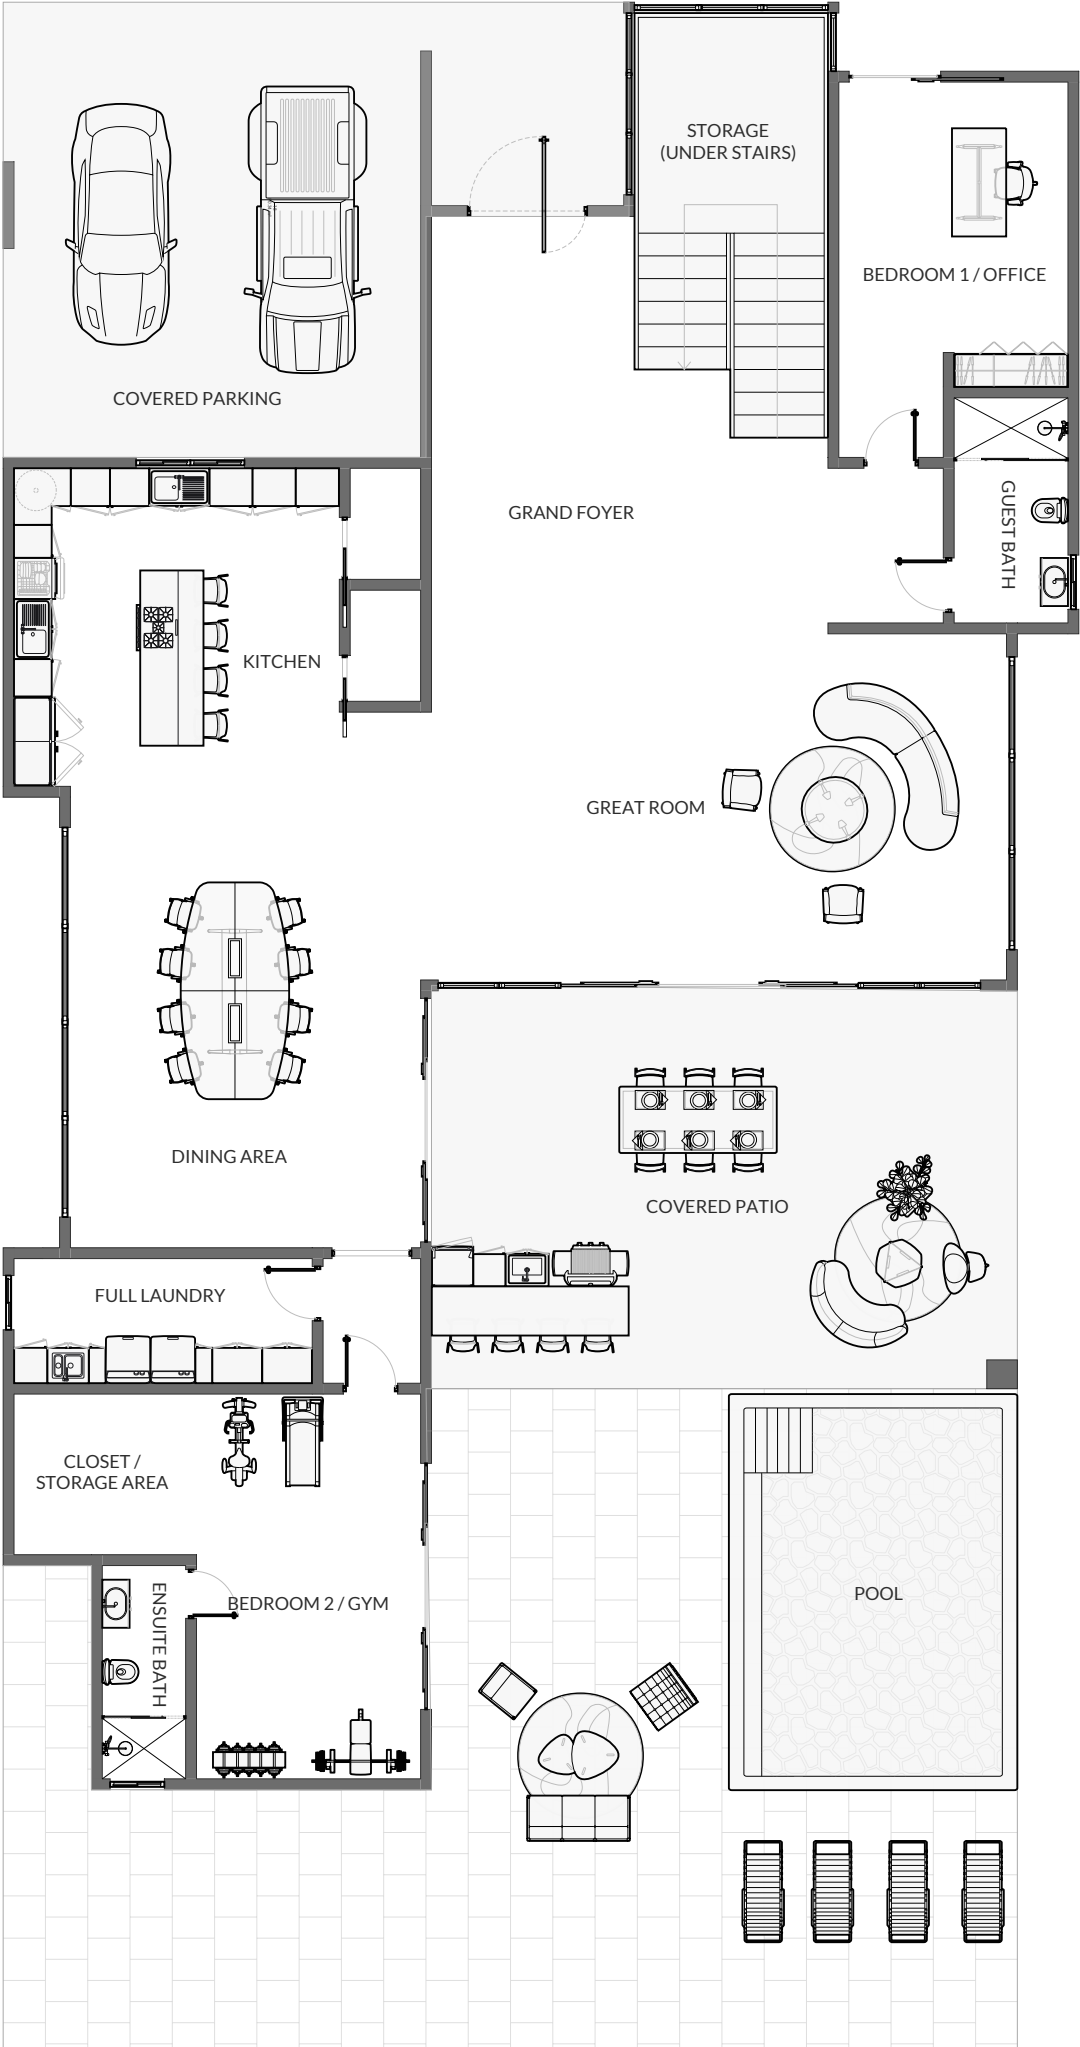 STORAGE
(UNDER STAIRS)
BEDROOM 1 / OFFICE
COVERED PARKING
GUEST BATH
GRAND FOYER
KITCHEN
GREAT ROOM
DINING AREA
COVERED PATIO
FULL LAUNDRY
CLOSET /
STORAGE AREA
ENSUITE BATH
BEDROOM 2 / GYM
POOL